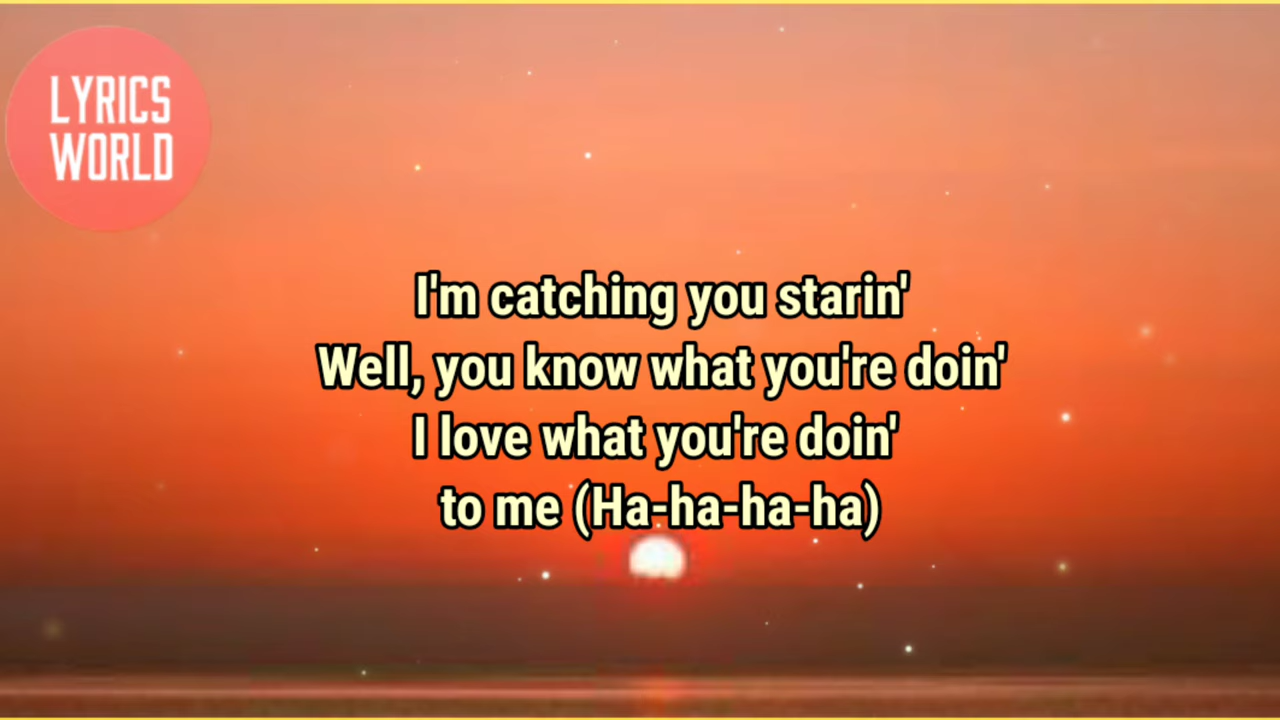 LYRICS
WORLD
I'm catching you starin'
Well, you know what you're doin'
I love what you're doin'
to me (Ha-ha-ha-ha)